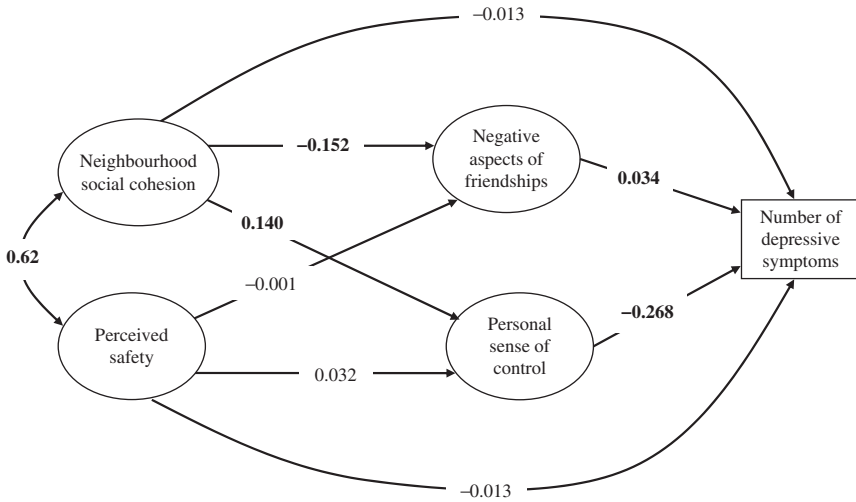 −0.013
Neighbourhood
social cohesion
−0.152
Negative
aspects of
friendships
0.034
0.140
Number of
depressive
symptoms
0.62
−0.001
Perceived
safety
0.032
Personal
sense of
control
−0.268
−0.013